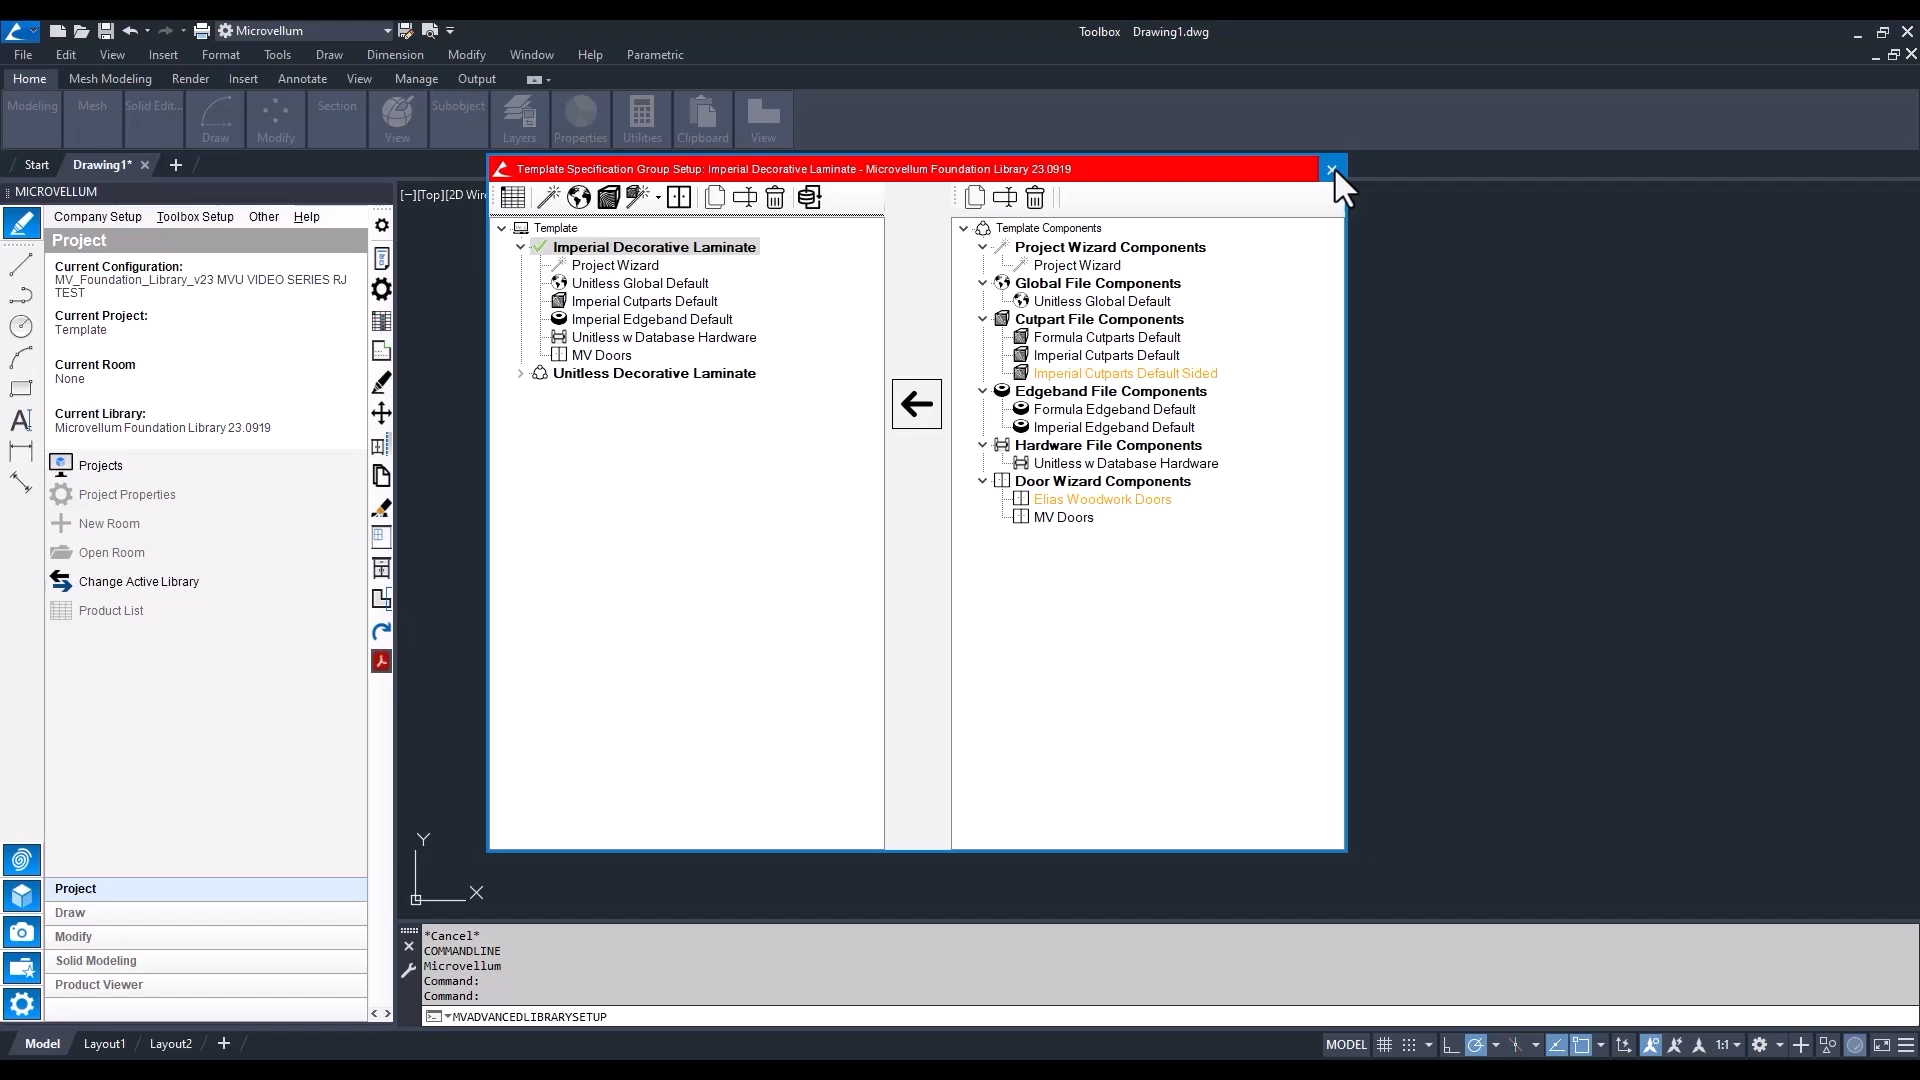 Microvellum
Toolbox Drawing1.dwg
File Edit View Insert Format Tools Draw Dimension Modify Window Help Parametric
Home Mesh Modeling Render Insert Annotate View Manage Output
Modeling Mesh Solid Edit... Section Subobject
Draw Modify View Layers Properties Utilities Clipboard View
Start Drawing1*
MICROVELLUM
Company Setup Toolbox Setup Other Help
Project
Current Configuration:
MV_Foundation_Library_v23 MVU VIDEO SERIES RJ
TEST
Current Project:
Template
Current Room
None
Current Library:
Microvellum Foundation Library 23.0919
Projects
Project Properties
New Room
Open Room
Change Active Library
Product List
Project
Draw
Modify
Solid Modeling
Product Viewer
[−][Top][2D Wir
Template Specification Group Setup: Imperial Decorative Laminate - Microvellum Foundation Library 23.0919
Template
Imperial Decorative Laminate
Project Wizard
Unitless Global Default
Imperial Cutparts Default
Imperial Edgeband Default
Unitless w Database Hardware
MV Doors
Unitless Decorative Laminate
Template Components
Project Wizard Components
Project Wizard
Global File Components
Unitless Global Default
Cutpart File Components
Formula Cutparts Default
Imperial Cutparts Default
Imperial Cutparts Default Sided
Edgeband File Components
Formula Edgeband Default
Imperial Edgeband Default
Hardware File Components
Unitless w Database Hardware
Door Wizard Components
Elias Woodwork Doors
MV Doors
Y
X
*Cancel*
COMMANDLINE
Microvellum
Command:
Command:
MVADVANCEDLIBRARYSETUP
Model Layout1 Layout2
MODEL 1:1